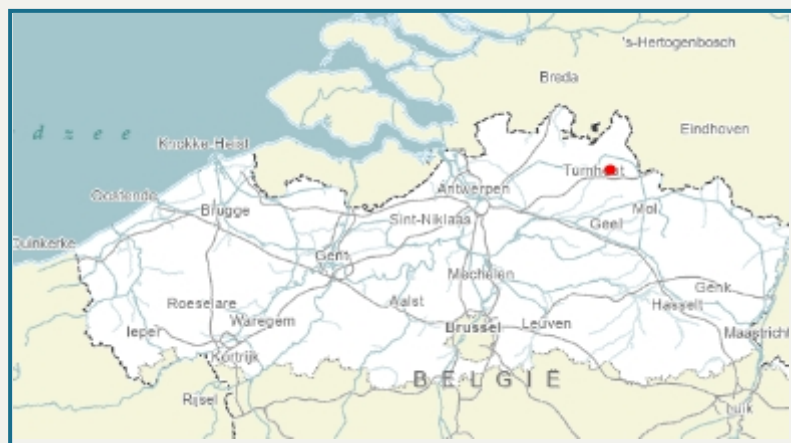 's-Hertogenbosch
Breda
d z e e
Eindhoven
Knokke-Heist
Turnhout
Oostende
Antwerpen
Brugge
Sint-Niklaas
Mol
Geel
Duinkerke
Gent
Mechelen
Genk
Roeselare
Aalst
Hasselt
Ieper
Waregem
Brussel
Leuven
Maastricht
Kortrijk
BELGIË
Rijsel
Luik